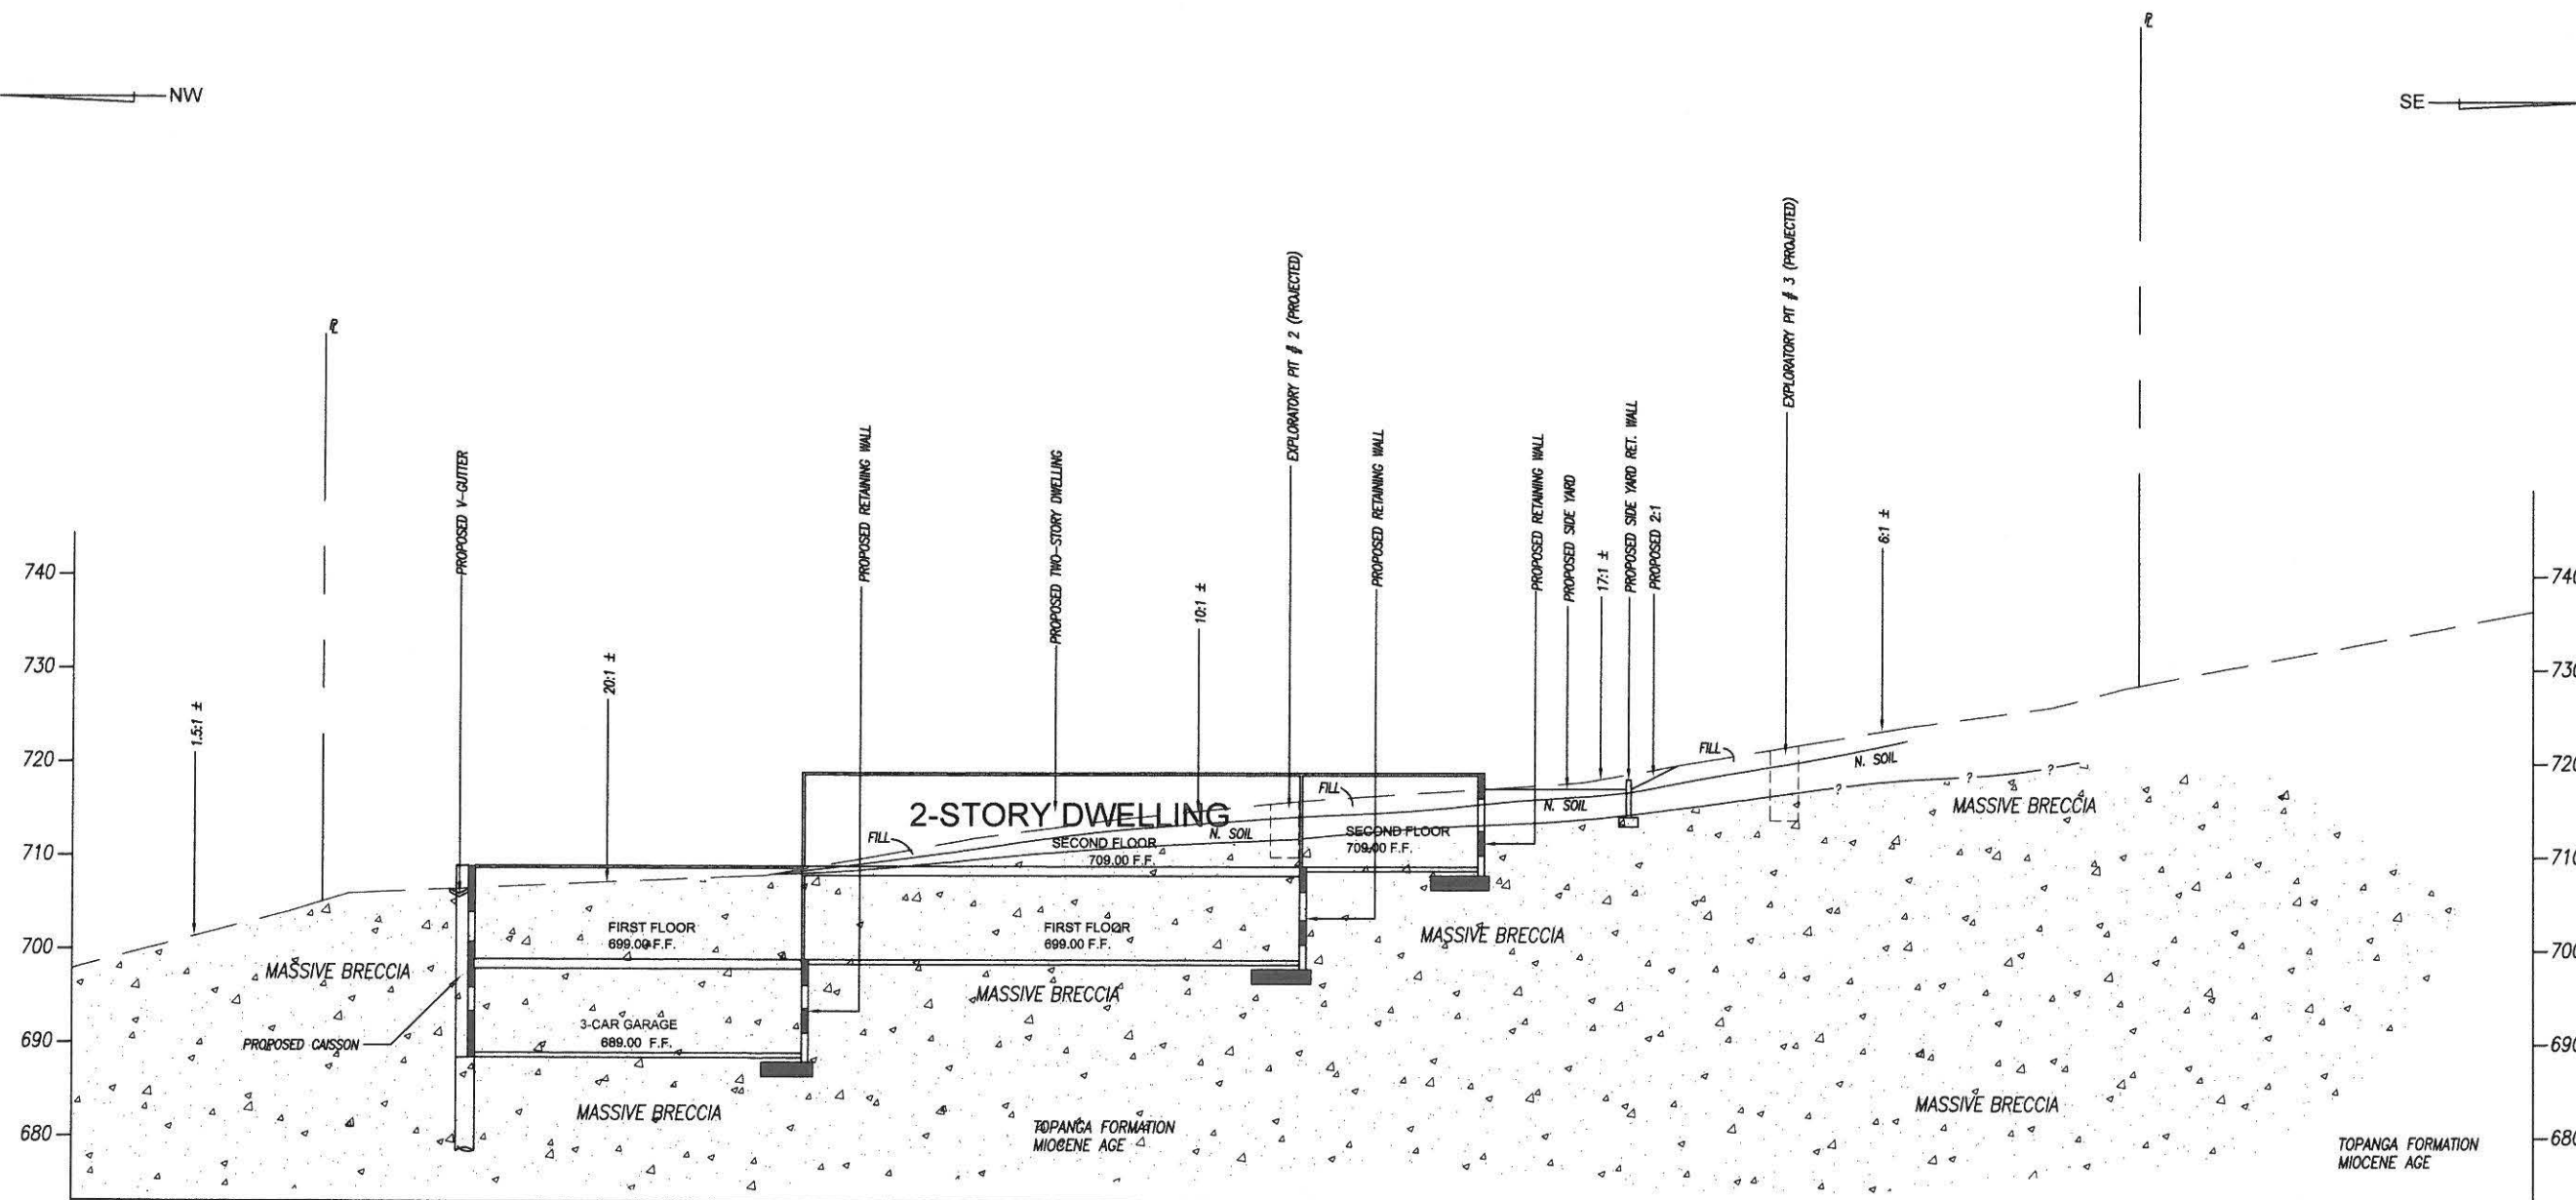 ℞
NW
SE
EXPLORATORY PIT # 3 (PROJECTED)
EXPLORATORY PIT # 2 (PROJECTED)
PROPOSED V-GUTTER
PROPOSED RETAINING WALL
PROPOSED TWO-STORY DWELLING
10:1 ±
PROPOSED RETAINING WALL
PROPOSED RETAINING WALL
PROPOSED SIDE YARD
17:1 ±
PROPOSED SIDE YARD RET. WALL
PROPOSED 2:1
6:1 ±
20:1 ±
1.5:1 ±
740
730
720
710
700
690
680
740
730
720
710
700
690
680
FILL
N. SOIL
?
?
?
MASSIVE BRECCIA
FILL
N. SOIL
2-STORY DWELLING
FILL
N. SOIL
SECOND FLOOR
709.00 F.F.
SECOND FLOOR
709.00 F.F.
FIRST FLOOR
699.00 F.F.
FIRST FLOOR
699.00 F.F.
MASSIVE BRECCIA
MASSIVE BRECCIA
MASSIVE BRECCIA
3-CAR GARAGE
689.00 F.F.
PROPOSED CAISSON
MASSIVE BRECCIA
MASSIVE BRECCIA
TOPANGA FORMATION
MIOCENE AGE
TOPANGA FORMATION
MIOCENE AGE